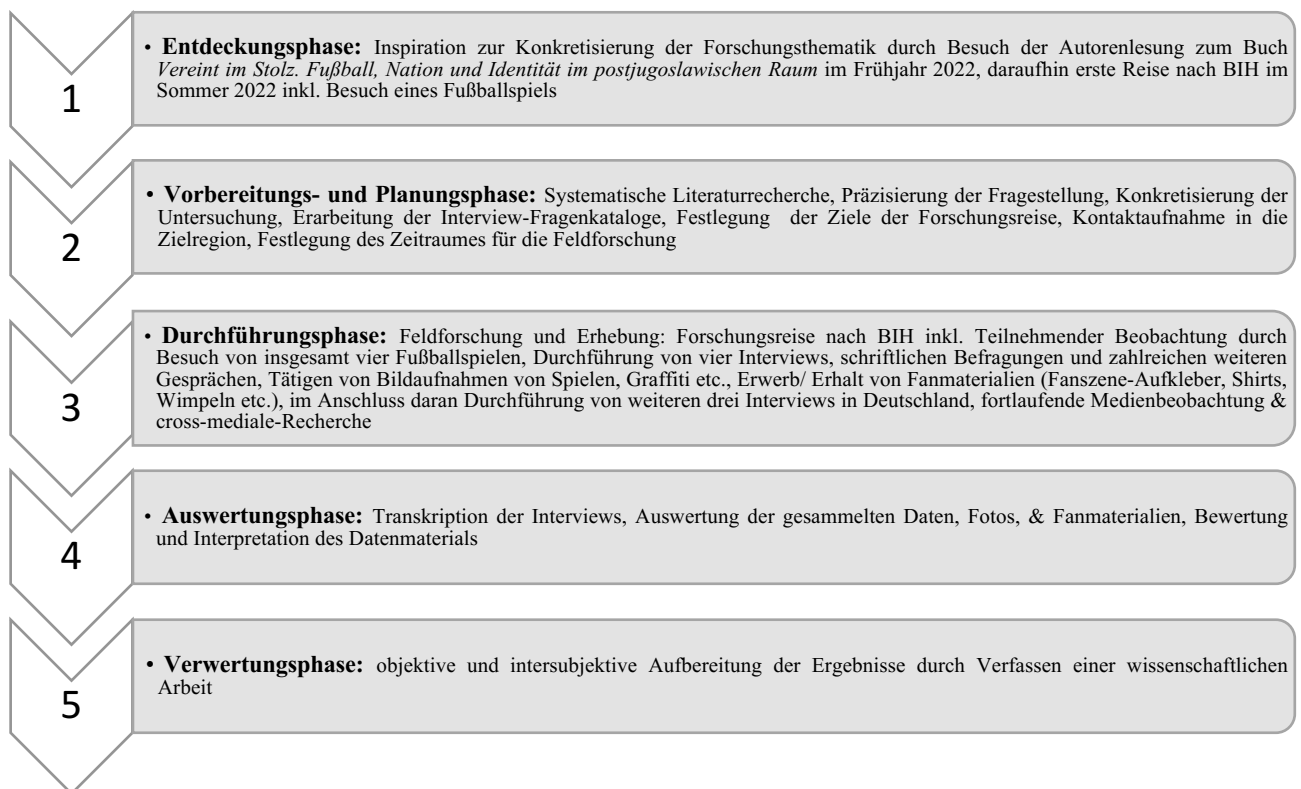 1
• Entdeckungsphase: Inspiration zur Konkretisierung der Forschungsthematik durch Besuch der Autorenlesung zum Buch
Vereint im Stolz. Fußball, Nation und Identität im postjugoslawischen Raum im Frühjahr 2022, daraufhin erste Reise nach BIH im
Sommer 2022 inkl. Besuch eines Fußballspiels
2
• Vorbereitungs- und Planungsphase: Systematische Literaturrecherche, Präzisierung der Fragestellung, Konkretisierung der
Untersuchung, Erarbeitung der Interview-Fragenkataloge, Festlegung der Ziele der Forschungsreise, Kontaktaufnahme in die
Zielregion, Festlegung des Zeitraumes für die Feldforschung
3
• Durchführungsphase: Feldforschung und Erhebung: Forschungsreise nach BIH inkl. Teilnehmender Beobachtung durch
Besuch von insgesamt vier Fußballspielen, Durchführung von vier Interviews, schriftlichen Befragungen und zahlreichen weiteren
Gesprächen, Tätigen von Bildaufnahmen von Spielen, Graffiti etc., Erwerb/ Erhalt von Fanmaterialien (Fanszene-Aufkleber, Shirts,
Wimpeln etc.), im Anschluss daran Durchführung von weiteren drei Interviews in Deutschland, fortlaufende Medienbeobachtung &
cross-mediale-Recherche
4
• Auswertungsphase: Transkription der Interviews, Auswertung der gesammelten Daten, Fotos, & Fanmaterialien, Bewertung
und Interpretation des Datenmaterials
5
• Verwertungsphase: objektive und intersubjektive Aufbereitung der Ergebnisse durch Verfassen einer wissenschaftlichen
Arbeit